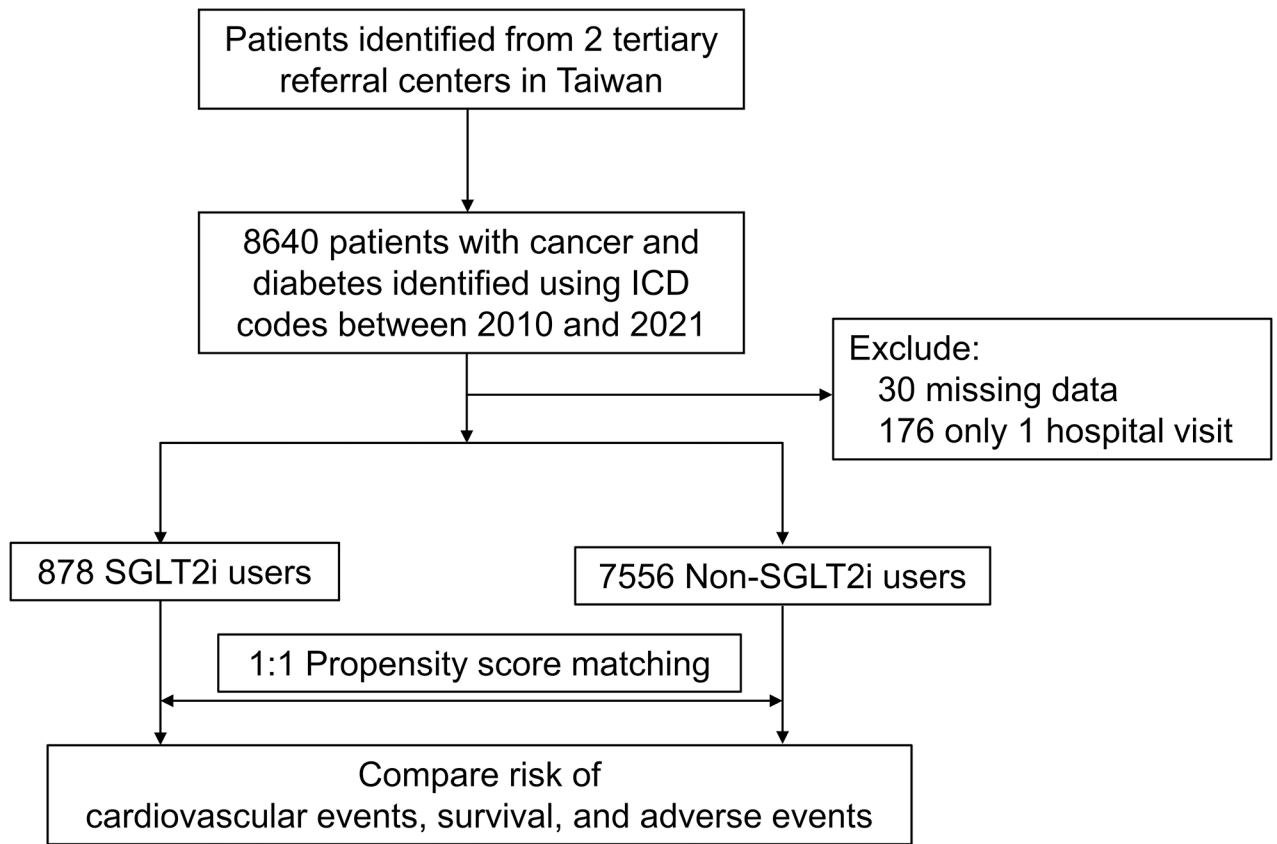 Patients identified from 2 tertiary
referral centers in Taiwan
8640 patients with cancer and
diabetes identified using ICD
codes between 2010 and 2021
Exclude:
30 missing data
176 only 1 hospital visit
878 SGLT2i users
7556 Non-SGLT2i users
1:1 Propensity score matching
Compare risk of
cardiovascular events, survival, and adverse events